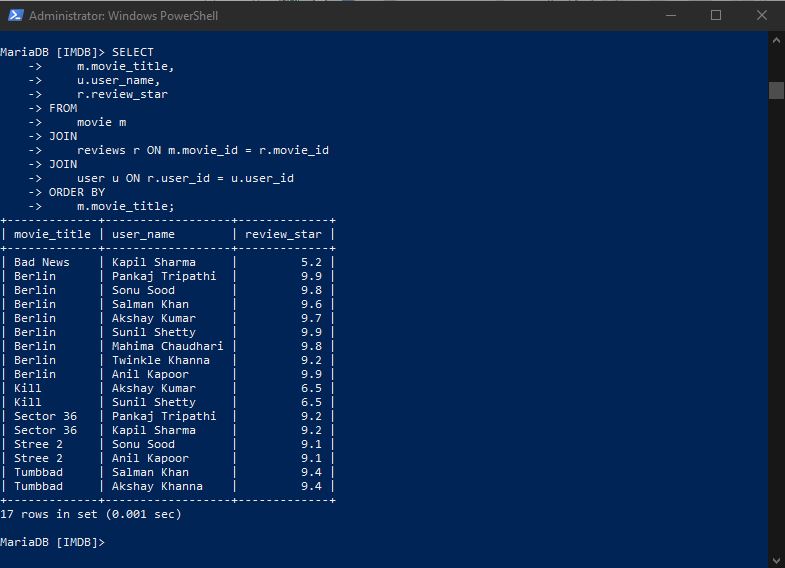 Administrator: Windows PowerShell
MariaDB [IMDB]> SELECT
    ->     m.movie_title,
    ->     u.user_name,
    ->     r.review_star
    -> FROM
    ->     movie m
    -> JOIN
    ->     reviews r ON m.movie_id = r.movie_id
    -> JOIN
    ->     user u ON r.user_id = u.user_id
    -> ORDER BY
    ->     m.movie_title;
+-------------+------------------+-------------+
| movie_title | user_name        | review_star |
+-------------+------------------+-------------+
| Bad News    | Kapil Sharma     |         5.2 |
| Berlin      | Pankaj Tripathi  |         9.9 |
| Berlin      | Sonu Sood        |         9.8 |
| Berlin      | Salman Khan      |         9.6 |
| Berlin      | Akshay Kumar     |         9.7 |
| Berlin      | Sunil Shetty     |         9.9 |
| Berlin      | Mahima Chaudhari |         9.8 |
| Berlin      | Twinkle Khanna   |         9.2 |
| Berlin      | Anil Kapoor      |         9.9 |
| Kill        | Akshay Kumar     |         6.5 |
| Kill        | Sunil Shetty     |         6.5 |
| Sector 36   | Pankaj Tripathi  |         9.2 |
| Sector 36   | Kapil Sharma     |         9.2 |
| Stree 2     | Sonu Sood        |         9.1 |
| Stree 2     | Anil Kapoor      |         9.1 |
| Tumbbad     | Salman Khan      |         9.4 |
| Tumbbad     | Akshay Khanna    |         9.4 |
+-------------+------------------+-------------+
17 rows in set (0.001 sec)
MariaDB [IMDB]>